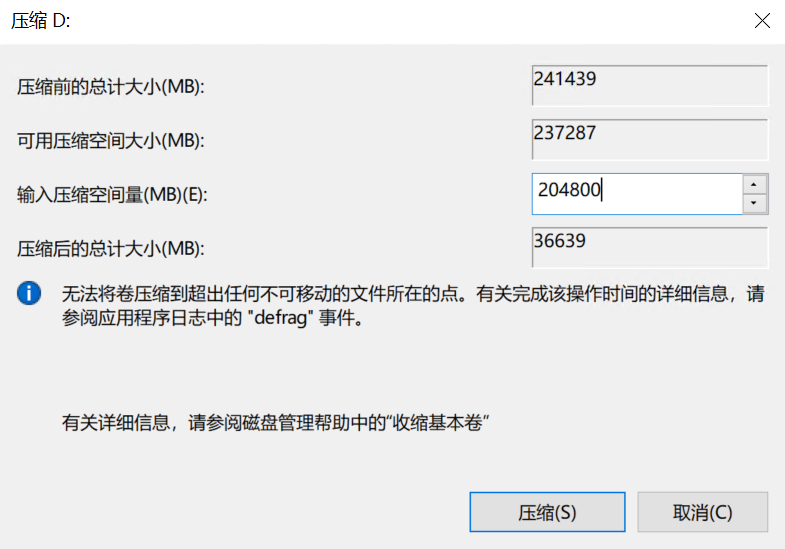 压缩 D:
压缩前的总计大小(MB):
241439
可用压缩空间大小(MB):
237287
输入压缩空间量(MB)(E):
204800
压缩后的总计大小(MB):
36639
无法将卷压缩到超出任何不可移动的文件所在的点。有关完成该操作时间的详细信息，请
参阅应用程序日志中的 "defrag" 事件。
有关详细信息，请参阅磁盘管理帮助中的“收缩基本卷”
压缩(S)
取消(C)